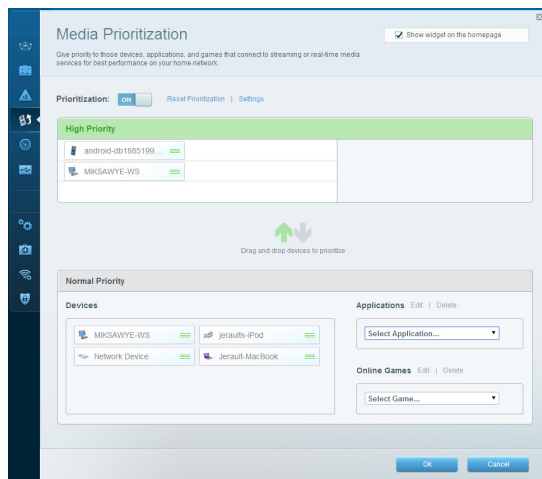 Media Prioritization
Show widget on the homepage
Give priority to those devices, applications, and games that connect to streaming or real-time media
services for best performance on your home network.
Prioritization: ON Reset Prioritization | Settings
High Priority
android-db1885199...
MIKSAWYE-WS
Drag and drop devices to prioritize
Normal Priority
Devices
Applications Edit | Delete
MIKSAWYE-WS
jeraults-iPod
Select Application...
Network Device
Jerault-MacBook
Online Games Edit | Delete
Select Game...
Ok
Cancel